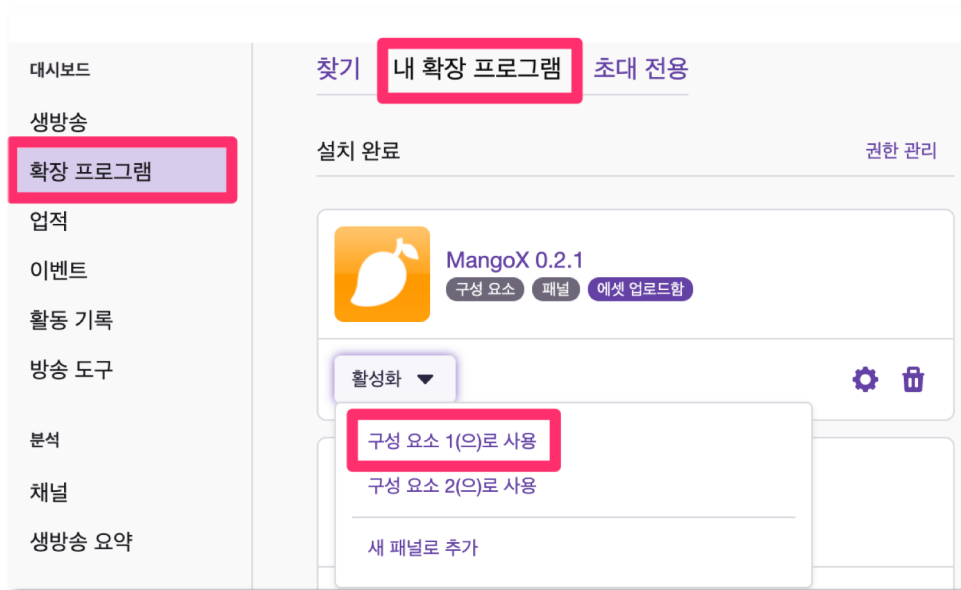 대시보드
생방송
확장 프로그램
업적
이벤트
활동 기록
방송 도구
분석
채널
생방송 요약
찾기 내 확장 프로그램 초대 전용
설치 완료 권한 관리
MangoX 0.2.1
구성 요소 패널 에셋 업로드함
활성화
구성 요소 1(으)로 사용
구성 요소 2(으)로 사용
새 패널로 추가